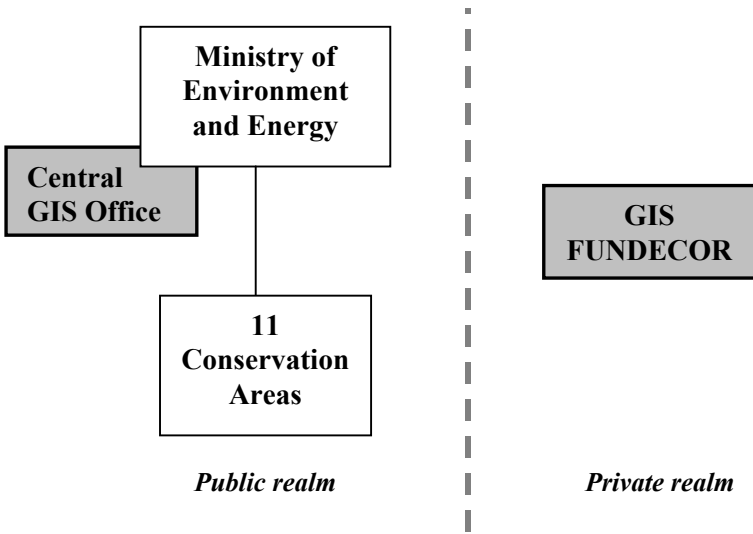 Ministry of
Environment
and Energy
Central
GIS Office
GIS
FUNDECOR
11
Conservation
Areas
Public realm
Private realm